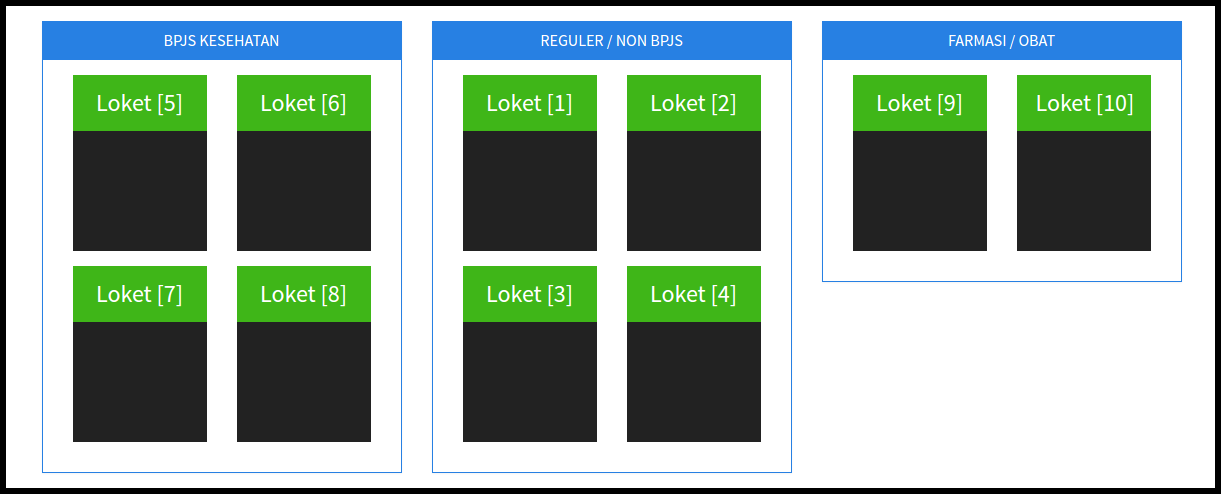 BPJS KESEHATAN
Loket [5]
Loket [6]
Loket [7]
Loket [8]
REGULER / NON BPJS
Loket [1]
Loket [2]
Loket [3]
Loket [4]
FARMASI / OBAT
Loket [9]
Loket [10]